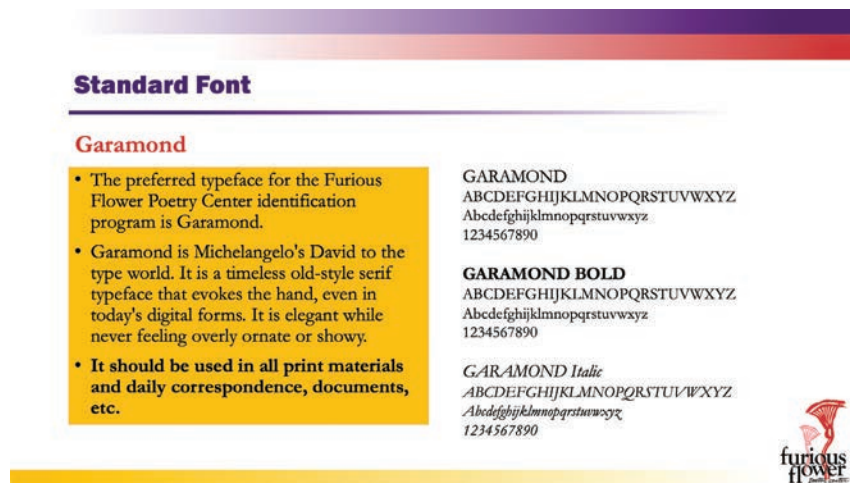 Standard Font
Garamond
• The preferred typeface for the Furious
Flower Poetry Center identification
program is Garamond.
• Garamond is Michelangelo's David to the
type world. It is a timeless old-style serif
typeface that evokes the hand, even in
today's digital forms. It is elegant while
never feeling overly ornate or showy.
• It should be used in all print materials
and daily correspondence, documents,
etc.
GARAMOND
ABCDEFGHIJKLMNOPQRSTUVWXYZ
Abcdefghijklmnopqrstuvwxyz
1234567890
GARAMOND BOLD
ABCDEFGHIJKLMNOPQRSTUVWXYZ
Abcdefghijklmnopqrstuvwxyz
1234567890
GARAMOND Italic
ABCDEFGHIJKLMNOPQRSTUVWXYZ
Abcdefghijklmnopqrstuvwxyz
1234567890
furious
flower